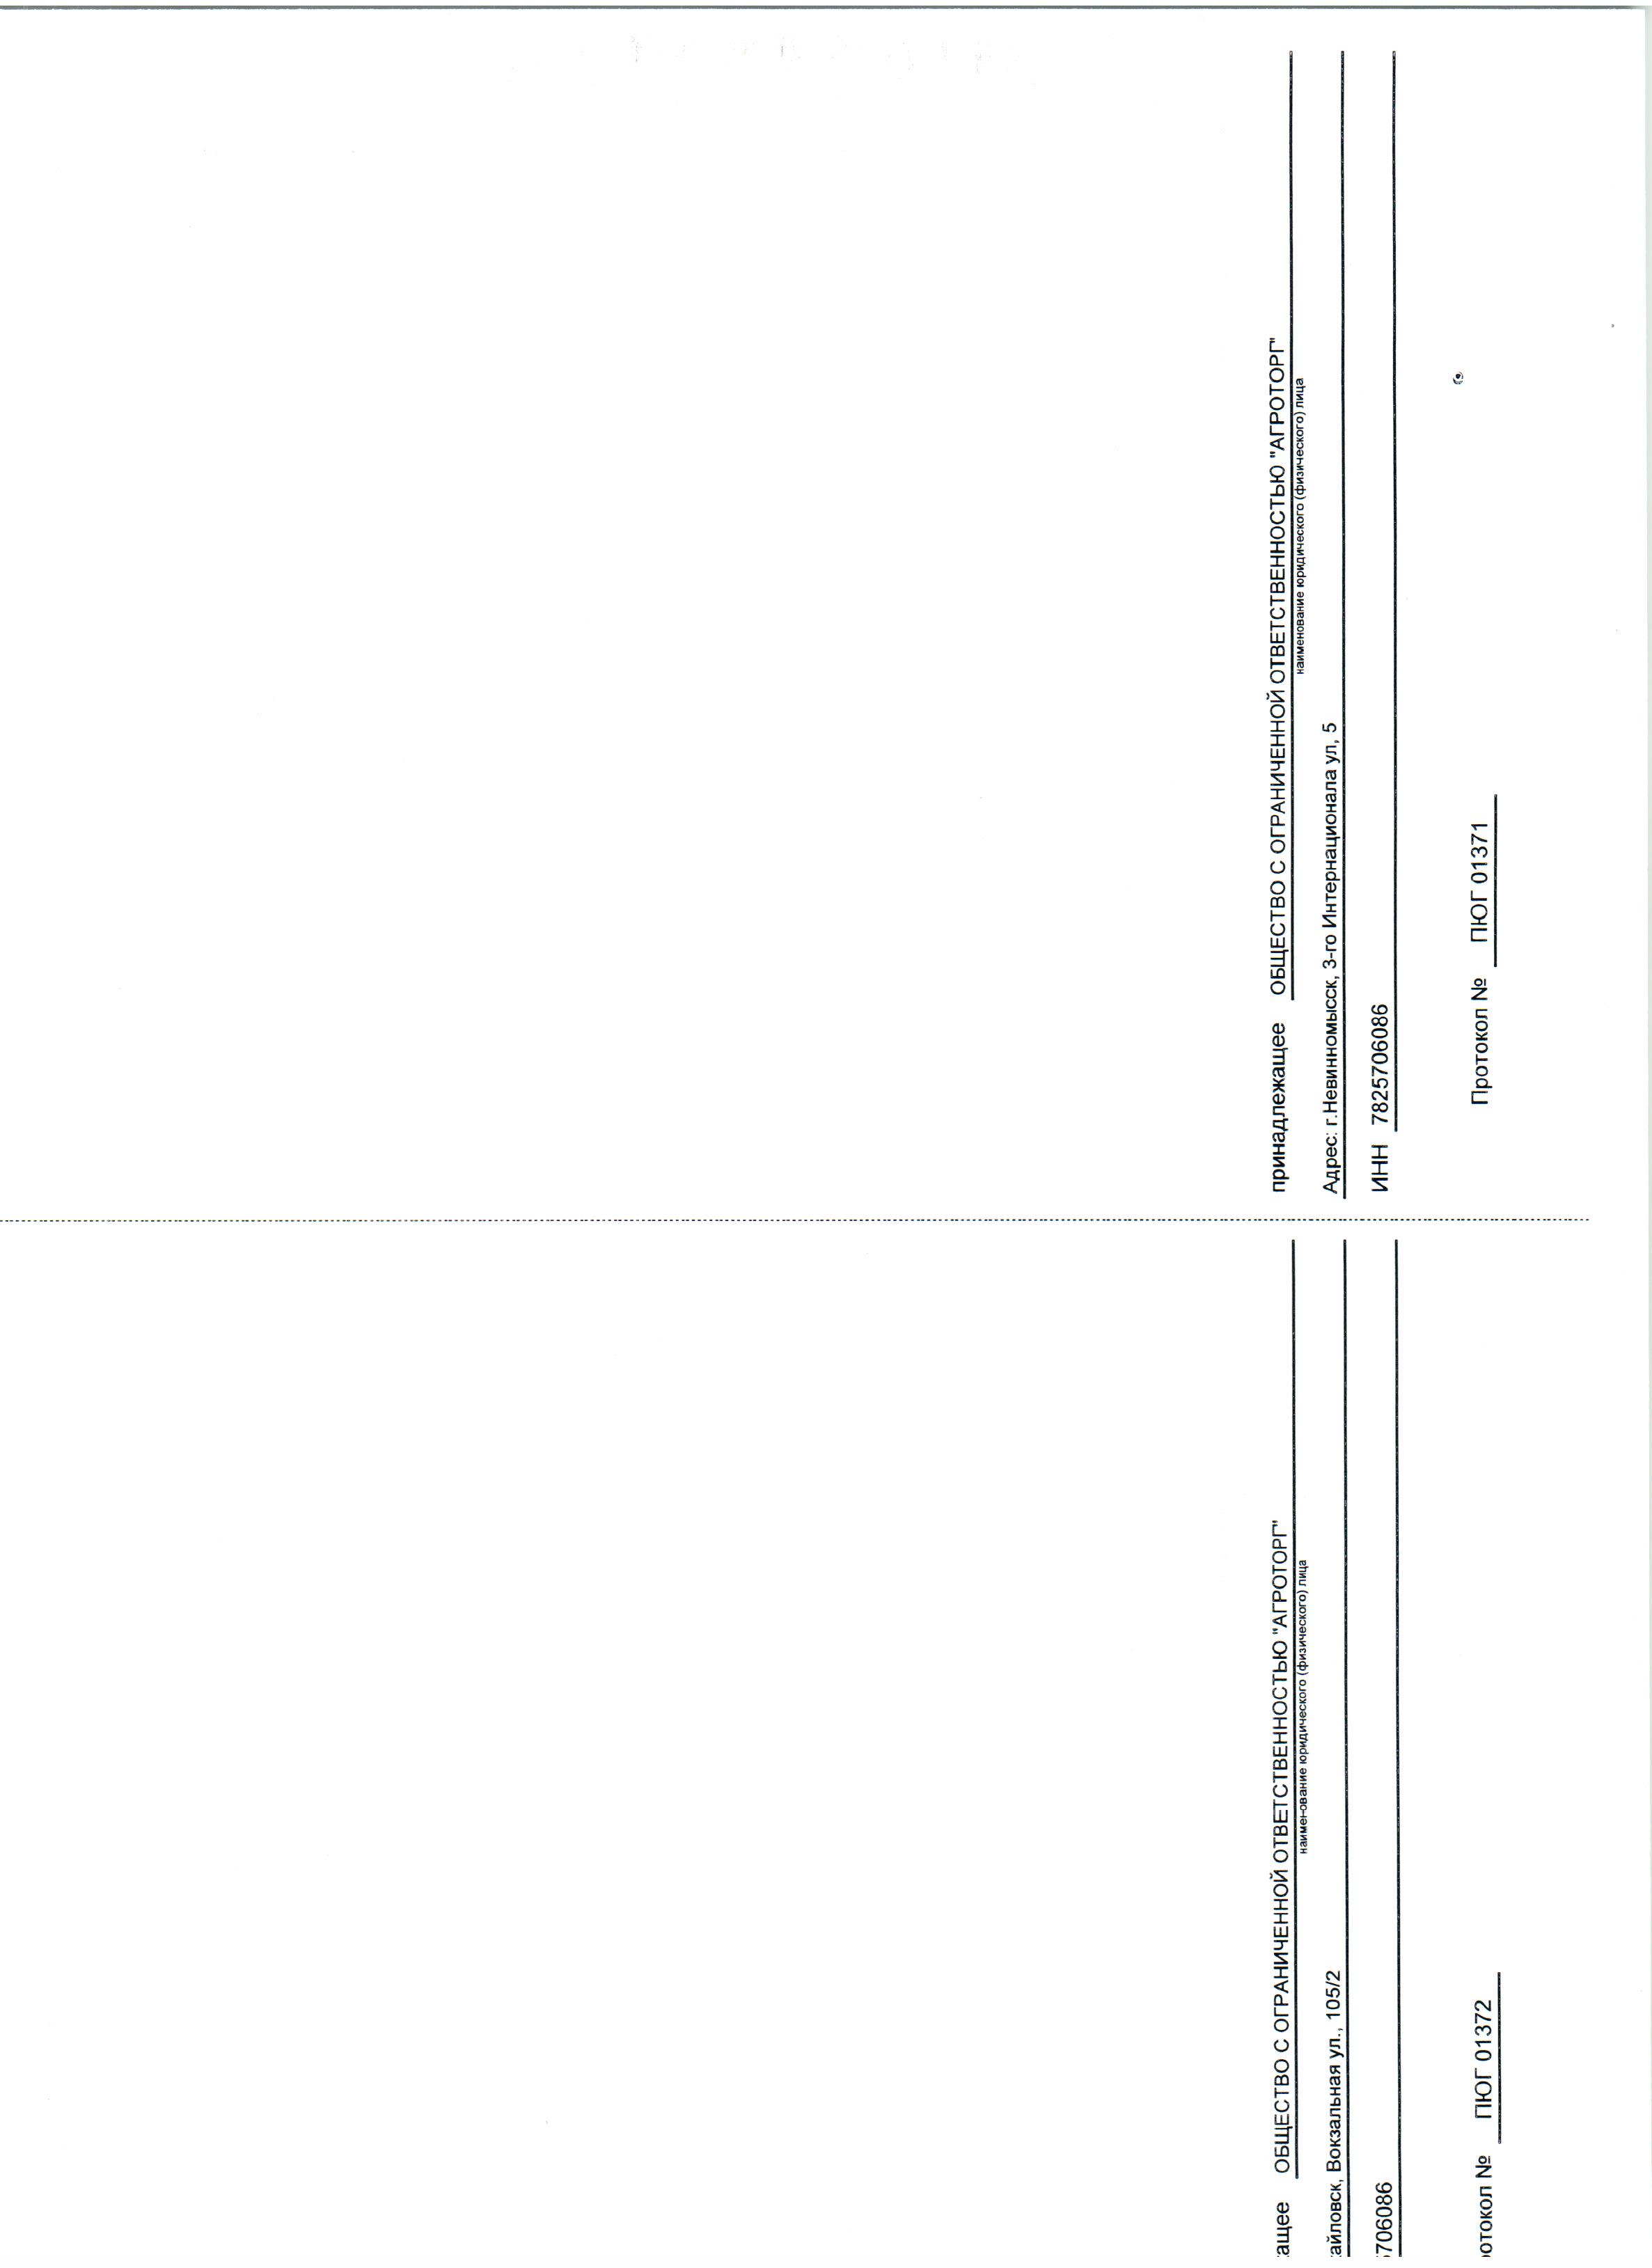 ащее ОБЩЕСТВО С ОГРАНИЧЕННОЙ ОТВЕТСТВЕННОСТЬЮ "АГРОТОРГ"
наименование юридического (физического) лица
айловск, Вокзальная ул., 105/2
706086
отокол № ПЮГ 01372
принадлежащее ОБЩЕСТВО С ОГРАНИЧЕННОЙ ОТВЕТСТВЕННОСТЬЮ "АГРОТОРГ"
наименование юридического (физического) лица
Адрес: г.Невинномысск, 3-го Интернационала ул, 5
ИНН 7825706086
Протокол № ПЮГ 01371